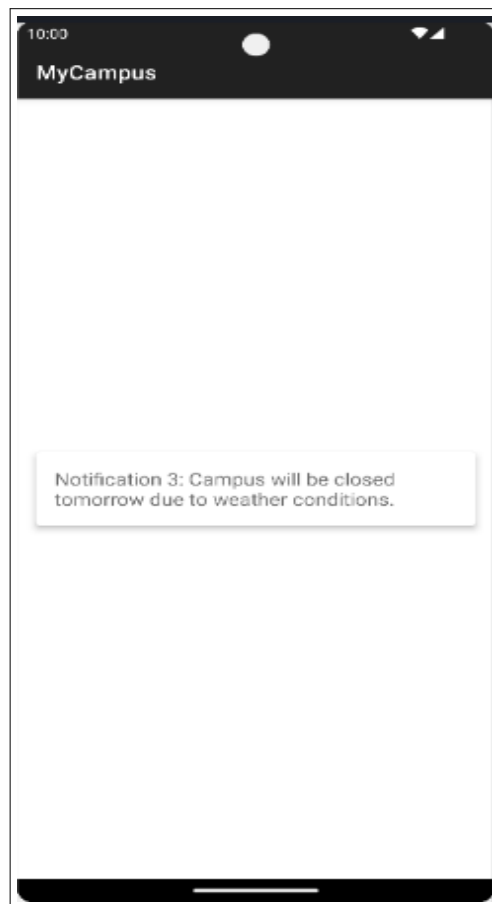 10:00
MyCampus
Notification 3: Campus will be closed
tomorrow due to weather conditions.